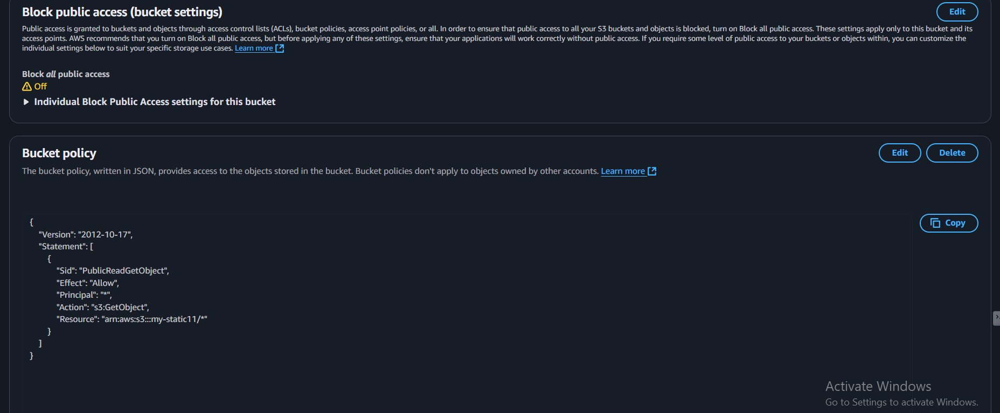 Block public access (bucket settings)
Edit
Public access is granted to buckets and objects through access control lists (ACLs), bucket policies, access point policies, or all. In order to ensure that public access to all your S3 buckets and objects is blocked, turn on Block all public access. These settings apply only to this bucket and its
access points. AWS recommends that you turn on Block all public access, but before applying any of these settings, ensure that your applications will work correctly without public access. If you require some level of public access to your buckets or objects within, you can customize the
individual settings below to suit your specific storage use cases. Learn more
Block all public access
Off
Individual Block Public Access settings for this bucket
Bucket policy
Edit
Delete
The bucket policy, written in JSON, provides access to the objects stored in the bucket. Bucket policies don't apply to objects owned by other accounts. Learn more
Copy
{
"Version": "2012-10-17",
"Statement": [
{
"Sid": "PublicReadGetObject",
"Effect": "Allow",
"Principal": "*",
"Action": "s3:GetObject",
"Resource": "arn:aws:s3:::my-static11/*"
}
]
}
Activate Windows
Go to Settings to activate Windows.